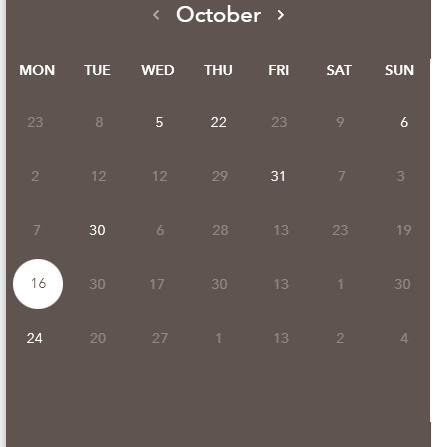 ‹ October ›
MON TUE WED THU FRI SAT SUN
23 8 5 22 23 9 6
2 12 12 29 31 7 3
7 30 6 28 13 23 19
16 30 17 30 13 1 30
24 20 27 1 13 2 4